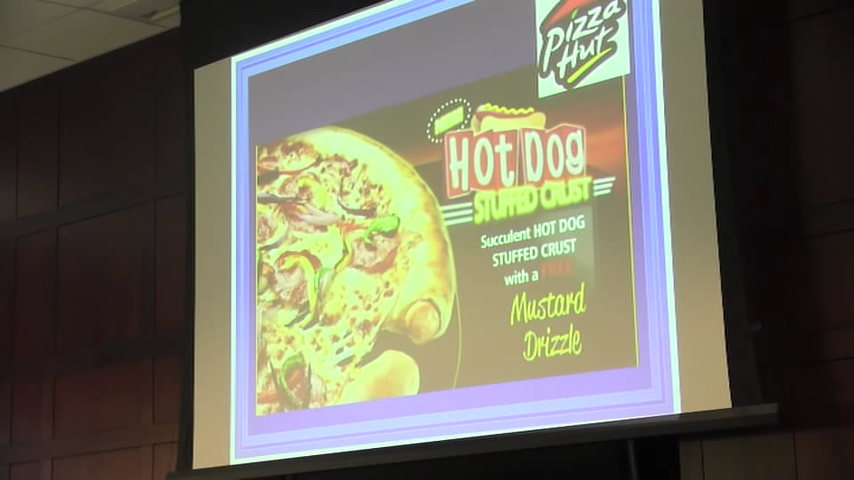 Pizza
Hut
Hot Dog
STUFFED CRUST
Succulent HOT DOG
STUFFED CRUST
with a FREE
Mustard
Drizzle